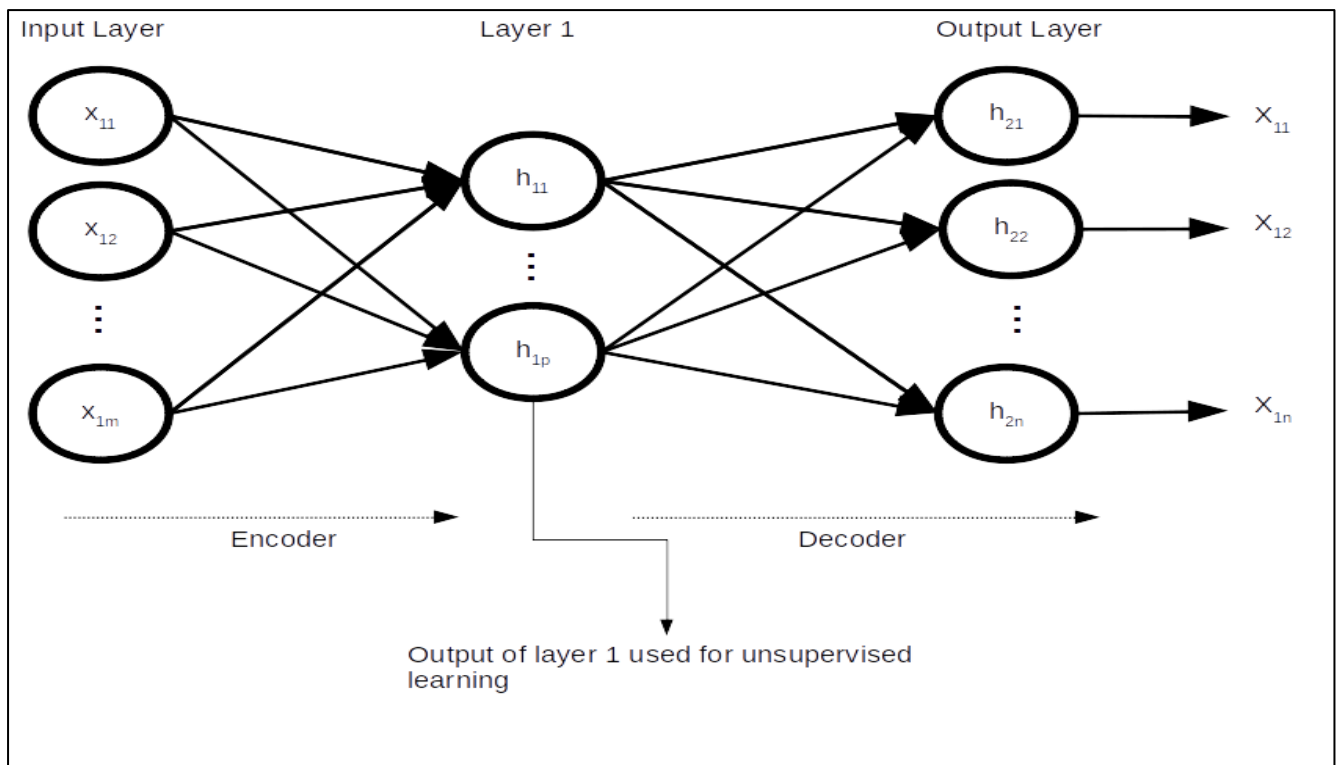 Input Layer
Layer 1
Output Layer
x₁₁
h₂₁
X₁₁
h₁₁
x₁₂
h₂₂
X₁₂
...
...
...
h₁ₚ
x₁ₘ
h₂ₙ
X₁ₙ
Encoder
Decoder
Output of layer 1 used for unsupervised
learning